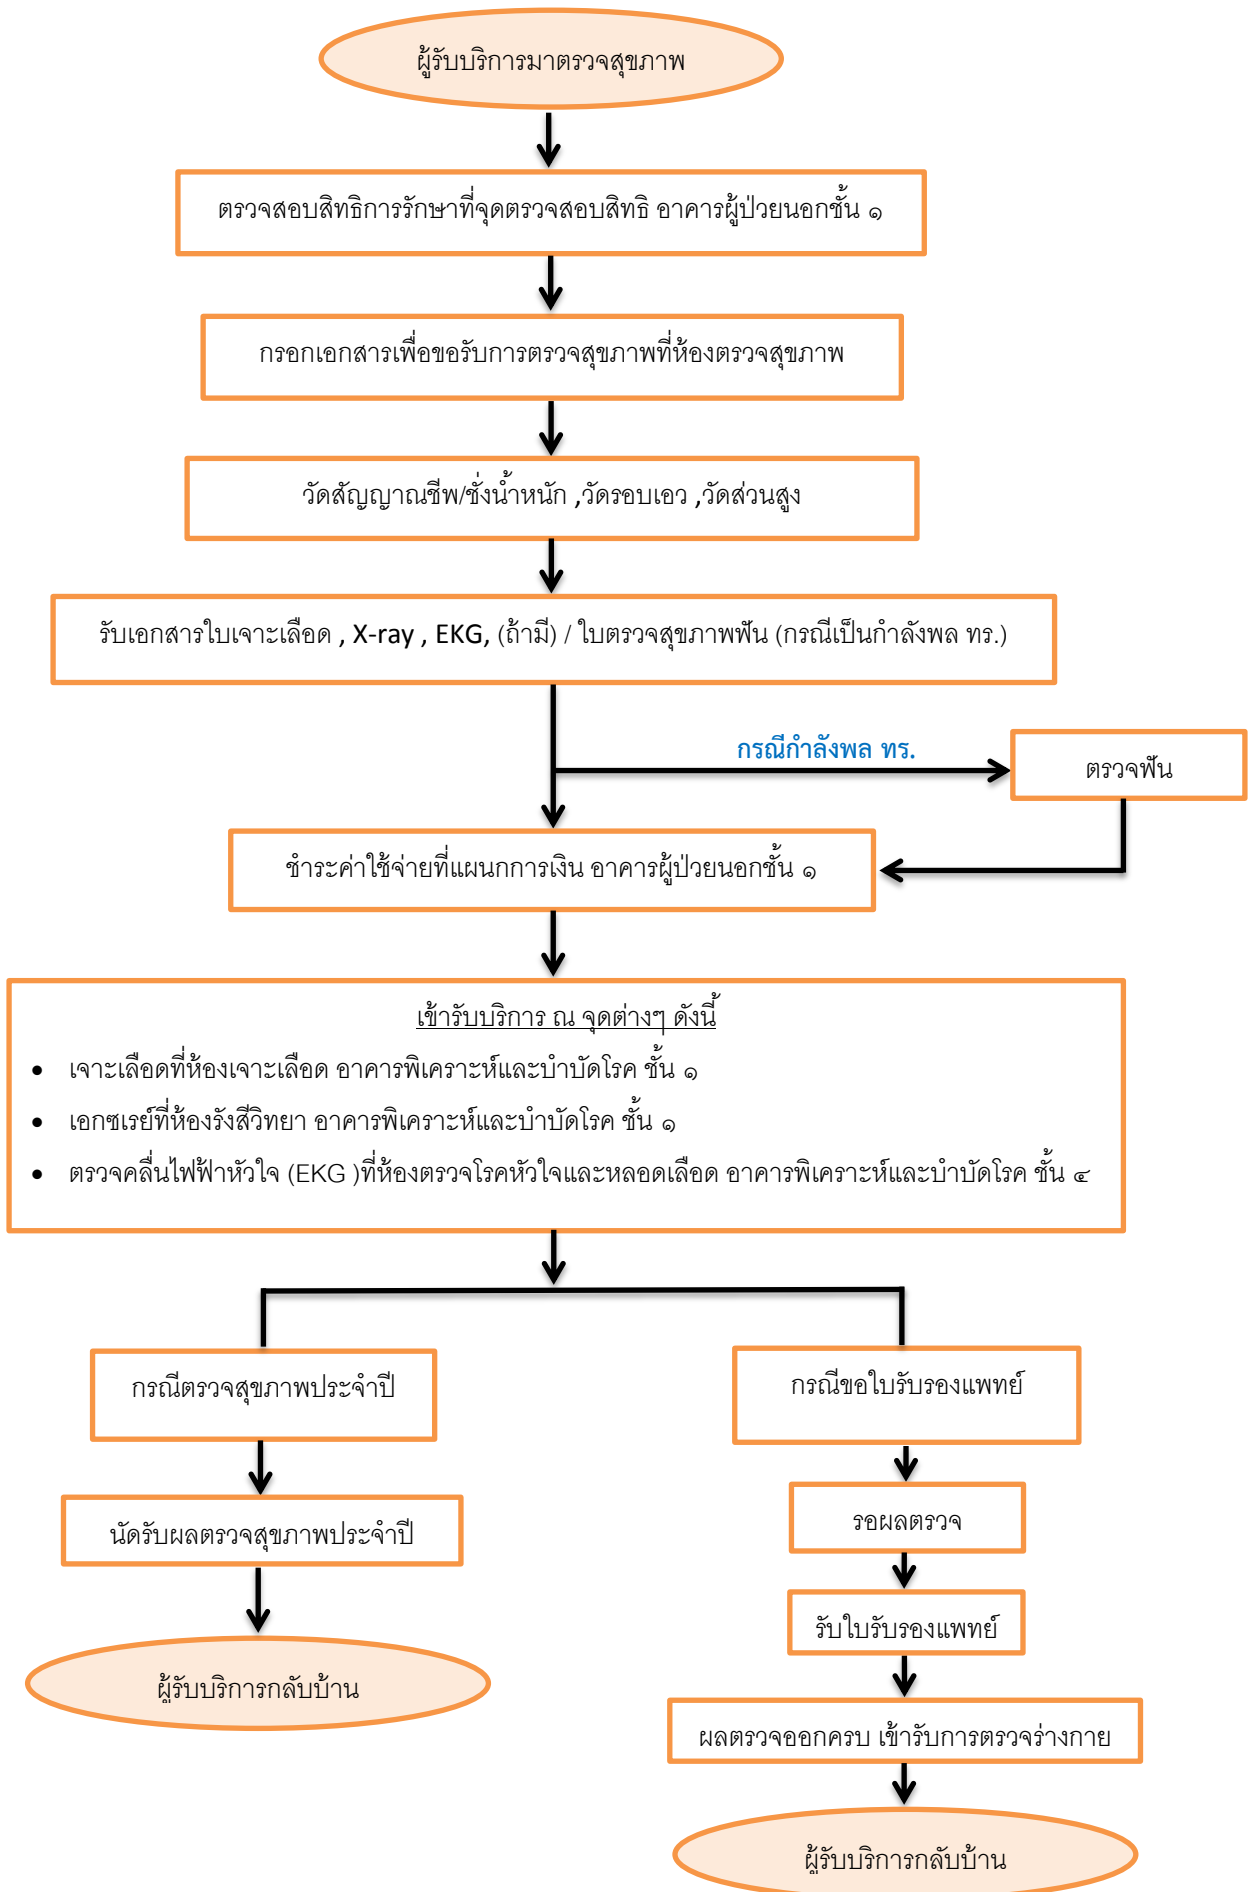 ผู้รับบริการมาตรวจสุขภาพ
ตรวจสอบสิทธิการรักษาที่จุดตรวจสอบสิทธิ อาคารผู้ป่วยนอกชั้น ๑
กรอกเอกสารเพื่อขอรับการตรวจสุขภาพที่ห้องตรวจสุขภาพ
วัดสัญญาณชีพ/ชั่งน้ำหนัก ,วัดรอบเอว ,วัดส่วนสูง
รับเอกสารใบเจาะเลือด , X-ray , EKG, (ถ้ามี) / ใบตรวจสุขภาพฟัน (กรณีเป็นกำลังพล ทร.)
กรณีกำลังพล ทร.
ตรวจฟัน
ชำระค่าใช้จ่ายที่แผนกการเงิน อาคารผู้ป่วยนอกชั้น ๑
เข้ารับบริการ ณ จุดต่างๆ ดังนี้
• เจาะเลือดที่ห้องเจาะเลือด อาคารพิเคราะห์และบำบัดโรค ชั้น ๑
• เอกซเรย์ที่ห้องรังสีวิทยา อาคารพิเคราะห์และบำบัดโรค ชั้น ๑
• ตรวจคลื่นไฟฟ้าหัวใจ (EKG )ที่ห้องตรวจโรคหัวใจและหลอดเลือด อาคารพิเคราะห์และบำบัดโรค ชั้น ๔
กรณีตรวจสุขภาพประจำปี
นัดรับผลตรวจสุขภาพประจำปี
ผู้รับบริการกลับบ้าน
กรณีขอใบรับรองแพทย์
รอผลตรวจ
รับใบรับรองแพทย์
ผลตรวจออกครบ เข้ารับการตรวจร่างกาย
ผู้รับบริการกลับบ้าน